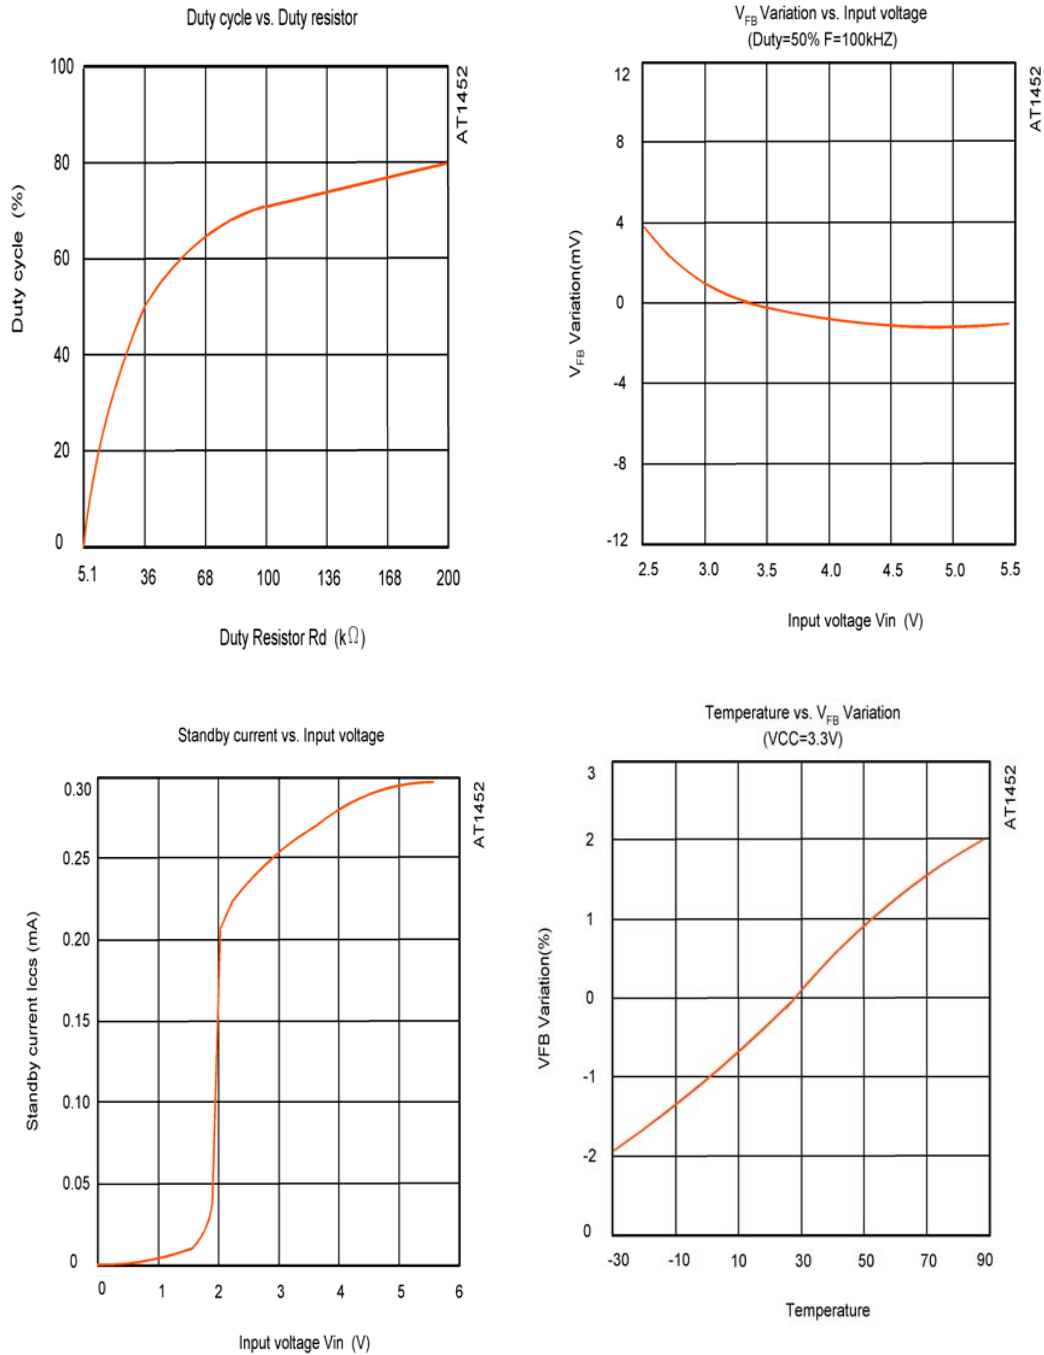 Duty cycle vs. Duty resistor
AT1452
Duty cycle (%)
100
80
60
40
20
0
5.1 36 68 100 136 168 200
Duty Resistor Rd (kΩ)
VFB Variation vs. Input voltage
(Duty=50% F=100kHZ)
AT1452
VFB Variation(mV)
12
8
4
0
-4
-8
-12
2.5 3.0 3.5 4.0 4.5 5.0 5.5
Input voltage Vin (V)
Standby current vs. Input voltage
AT1452
Standby current Iccs (mA)
0.30
0.25
0.20
0.15
0.10
0.05
0
0 1 2 3 4 5 6
Input voltage Vin (V)
Temperature vs. VFB Variation
(VCC=3.3V)
AT1452
VFB Variation(%)
3
2
1
0
-1
-2
0
-30 -10 10 30 50 70 90
Temperature